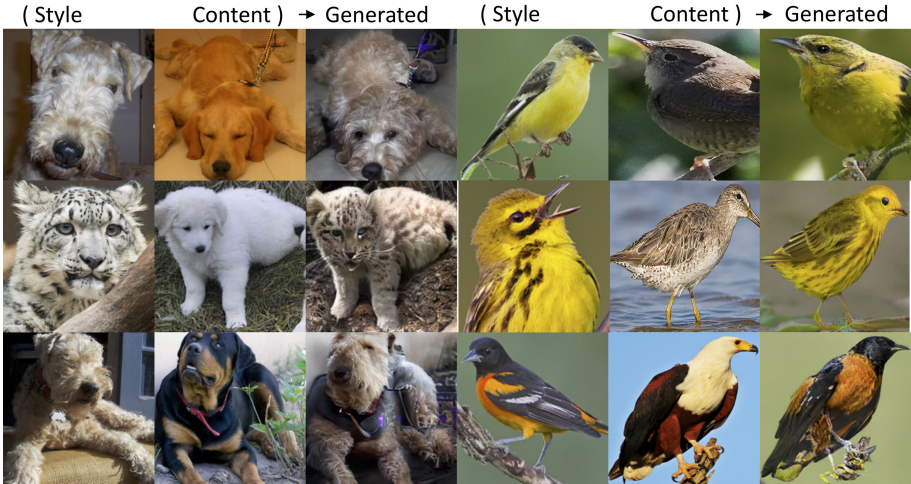 ( Style Content ) → Generated ( Style Content ) → Generated